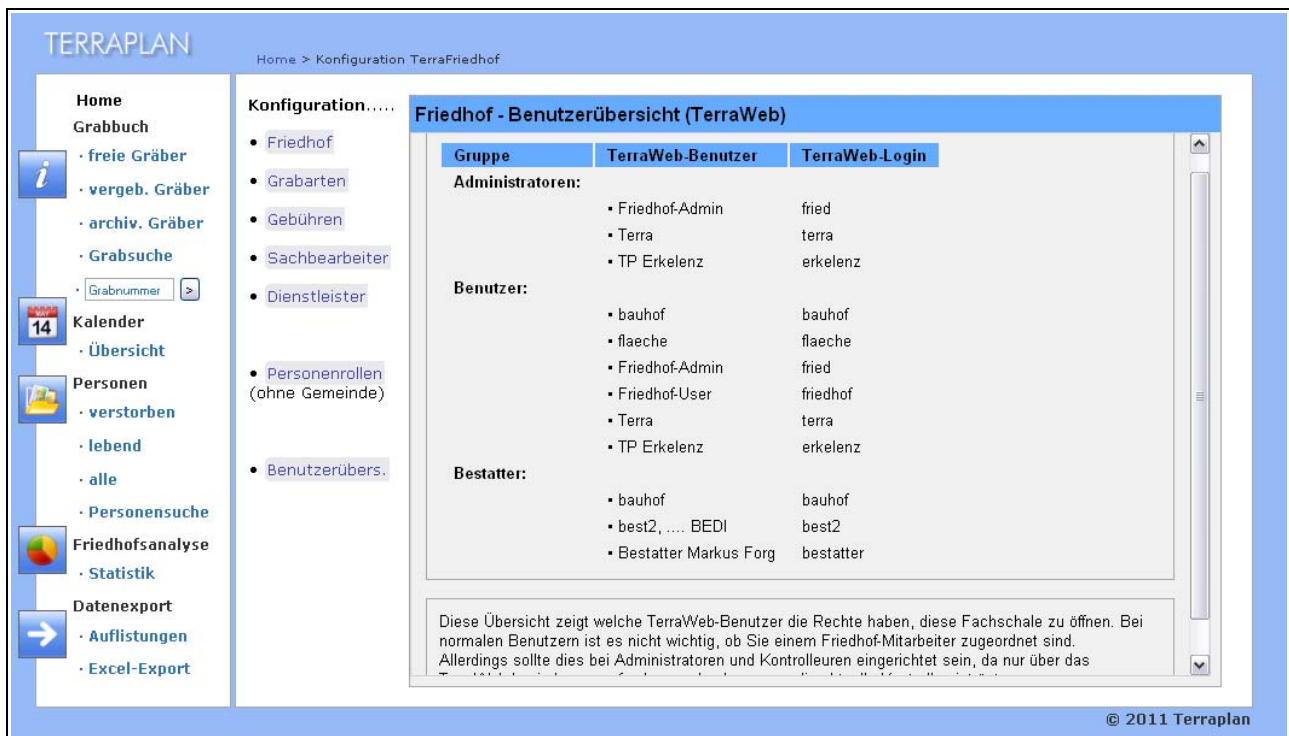 TERRAPLAN
Home > Konfiguration TerraFriedhof
Home
Grabbuch
· freie Gräber
· vergeb. Gräber
· archiv. Gräber
· Grabsuche
· Grabnummer >
MAY
14
Kalender
· Übersicht
Personen
· verstorben
· lebend
· alle
· Personensuche
Friedhofsanalyse
· Statistik
Datenexport
· Auflistungen
· Excel-Export
Konfiguration.....
• Friedhof
• Grabarten
• Gebühren
• Sachbearbeiter
• Dienstleister
• Personenrollen
(ohne Gemeinde)
• Benutzerübers.
Friedhof - Benutzerübersicht (TerraWeb)
Gruppe TerraWeb-Benutzer TerraWeb-Login
Administratoren:
▪ Friedhof-Admin fried
▪ Terra terra
▪ TP Erkelenz erkelenz
Benutzer:
▪ bauhof bauhof
▪ flaeche flaeche
▪ Friedhof-Admin fried
▪ Friedhof-User friedhof
▪ Terra terra
▪ TP Erkelenz erkelenz
Bestatter:
▪ bauhof bauhof
▪ best2, .... BEDI best2
▪ Bestatter Markus Forg bestatter
Diese Übersicht zeigt welche TerraWeb-Benutzer die Rechte haben, diese Fachschale zu öffnen. Bei
normalen Benutzern ist es nicht wichtig, ob Sie einem Friedhof-Mitarbeiter zugeordnet sind.
Allerdings sollte dies bei Administratoren und Kontrolleuren eingerichtet sein, da nur über das
© 2011 Terraplan